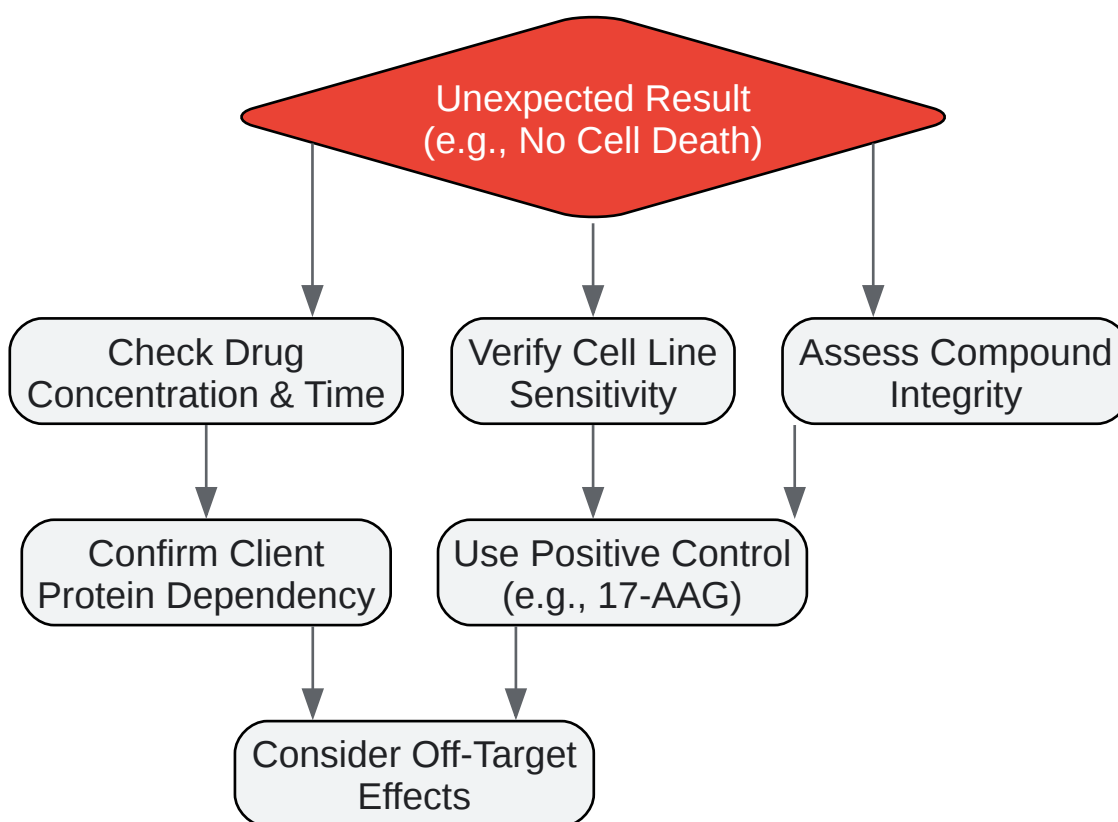 Unexpected Result
(e.g., No Cell Death)
Check Drug
Concentration & Time
Verify Cell Line
Sensitivity
Assess Compound
Integrity
Confirm Client
Protein Dependency
Use Positive Control
(e.g., 17-AAG)
Consider Off-Target
Effects